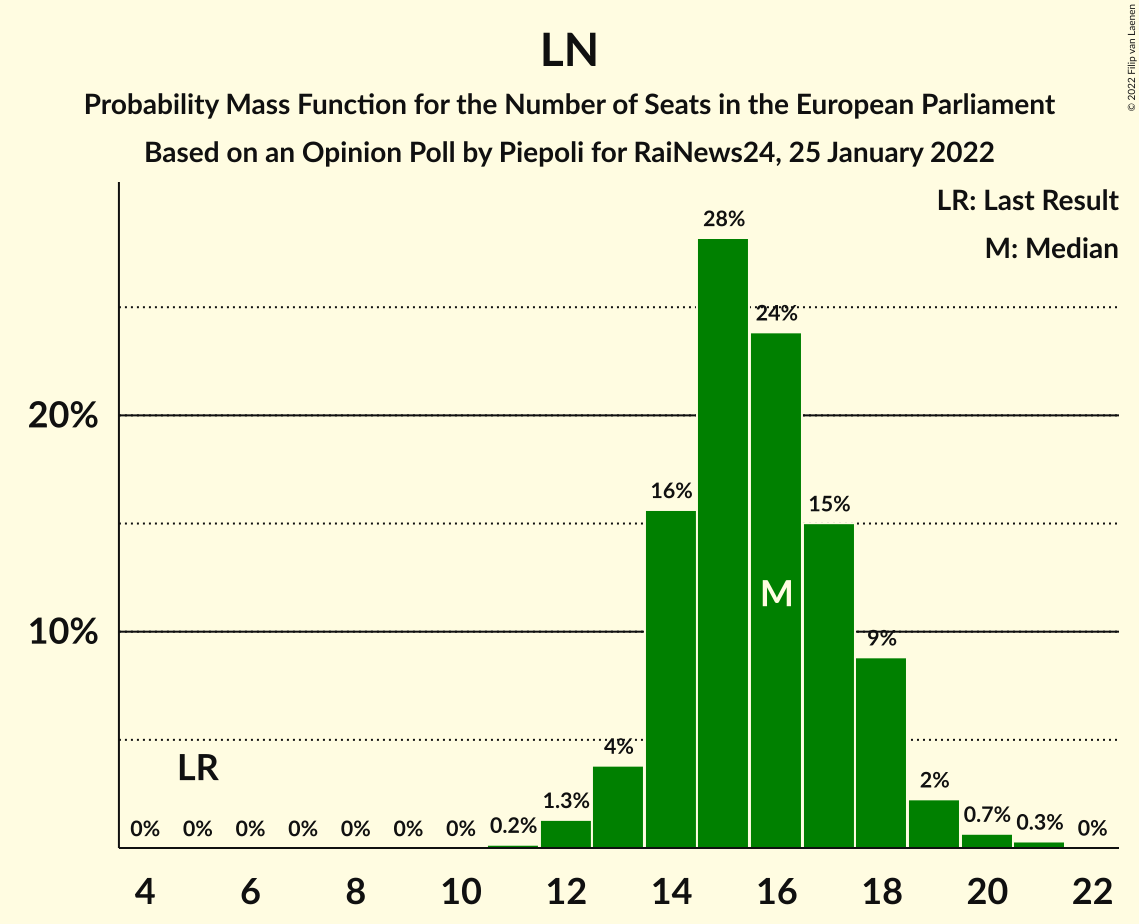 LN
Probability Mass Function for the Number of Seats in the European Parliament
Based on an Opinion Poll by Piepoli for RaiNews24, 25 January 2022
© 2022 Filip van Laenen
LR: Last Result
M: Median
20%
10%
0% 0% 0% 0% 0% 0% 0% 0.2% 1.3% 4% 16% 28% 24% 15% 9% 2% 0.7% 0.3% 0%
LR
M
4 6 8 10 12 14 16 18 20 22